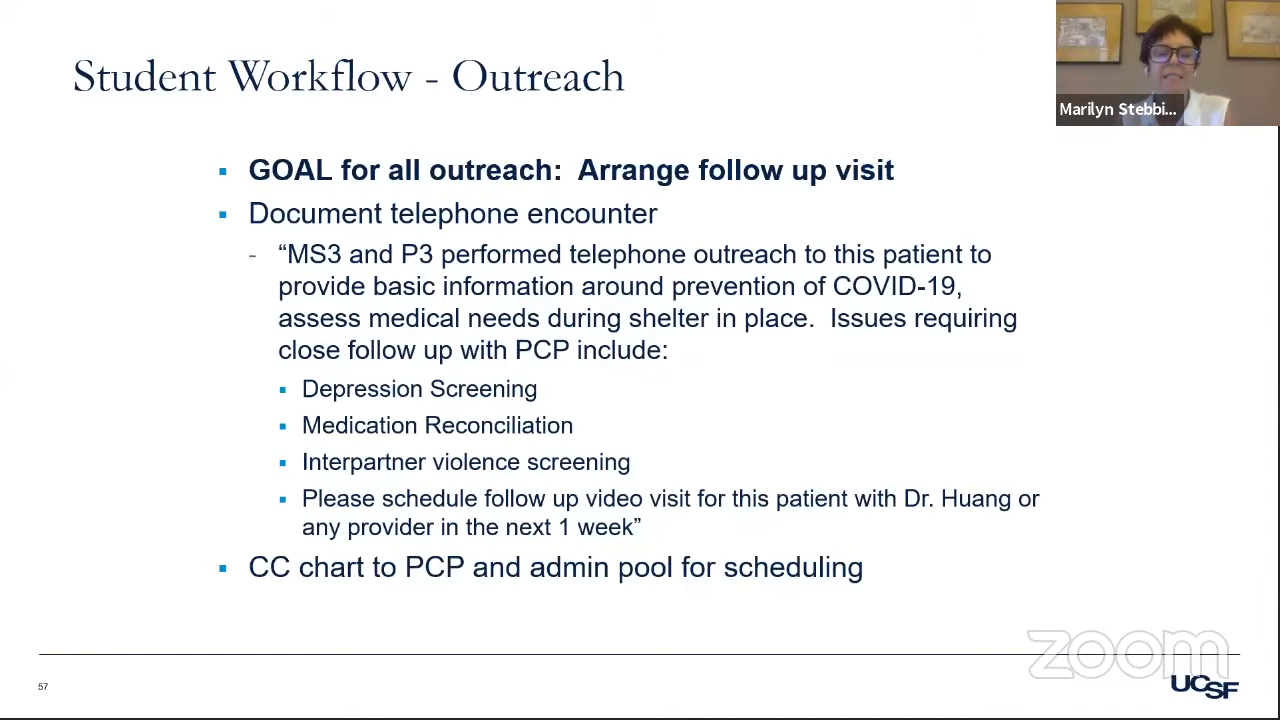 Student Workflow - Outreach
Marilyn Stebbi...
▪ GOAL for all outreach:  Arrange follow up visit
▪ Document telephone encounter
- “MS3 and P3 performed telephone outreach to this patient to
provide basic information around prevention of COVID-19,
assess medical needs during shelter in place.  Issues requiring
close follow up with PCP include:
▪ Depression Screening
▪ Medication Reconciliation
▪ Interpartner violence screening
▪ Please schedule follow up video visit for this patient with Dr. Huang or
any provider in the next 1 week”
▪ CC chart to PCP and admin pool for scheduling
zoom
57
UCSF